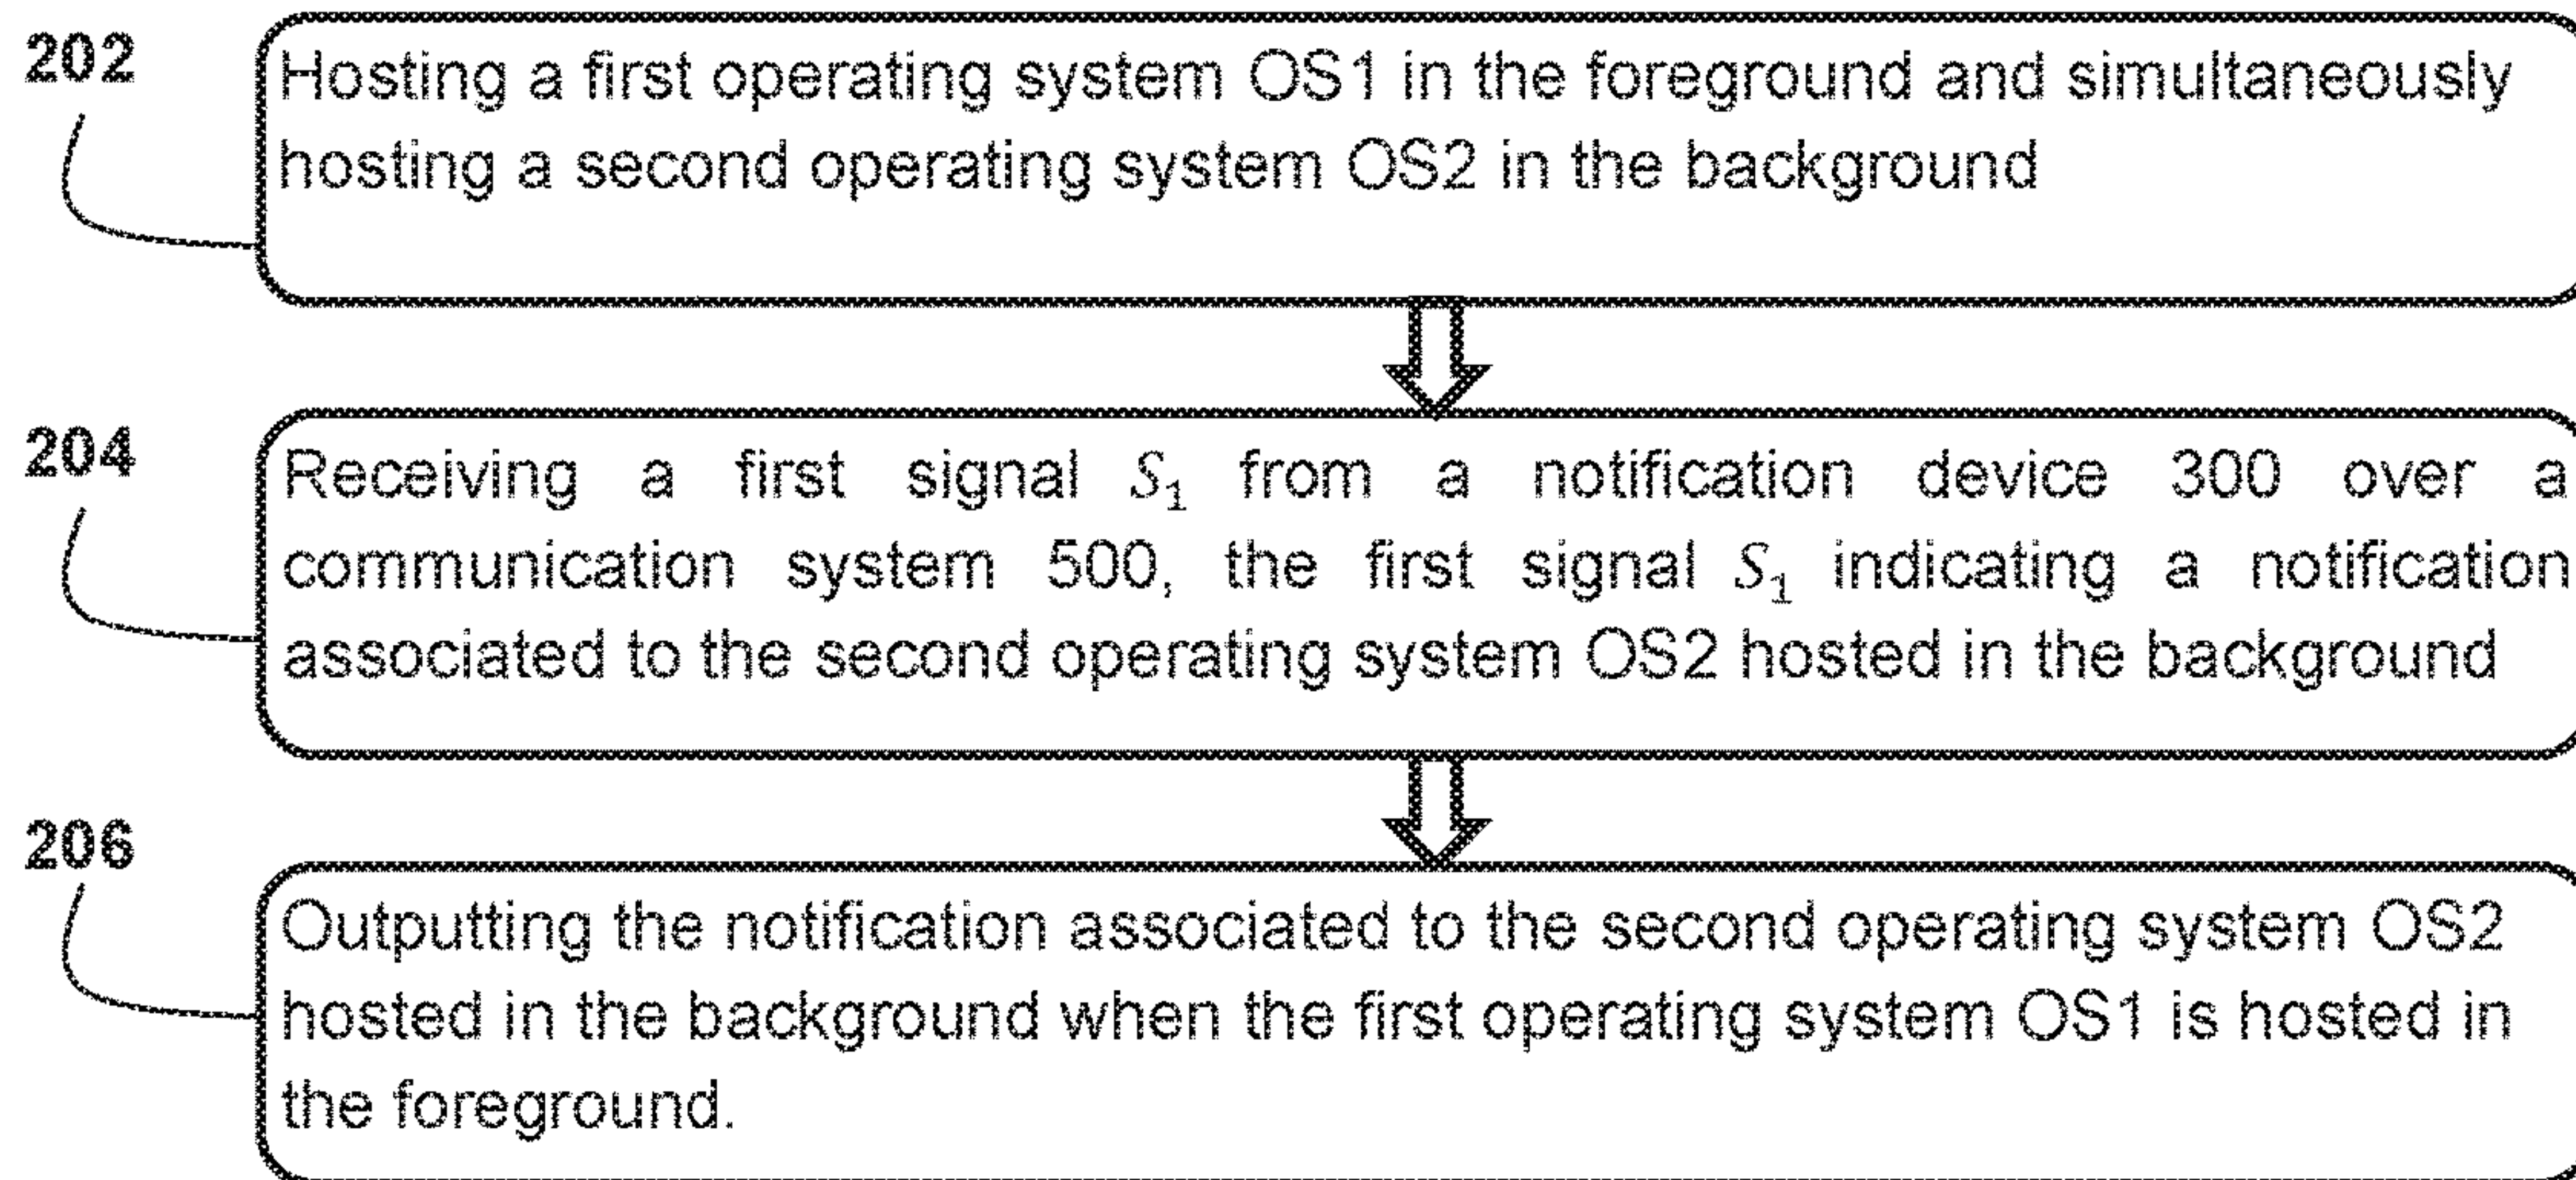 202
Hosting a first operating system OS1 in the foreground and simultaneously
hosting a second operating system OS2 in the background
204
Receiving a first signal S₁ from a notification device 300 over a
communication system 500, the first signal S₁ indicating a notification
associated to the second operating system OS2 hosted in the background
206
Outputting the notification associated to the second operating system OS2
hosted in the background when the first operating system OS1 is hosted in
the foreground.